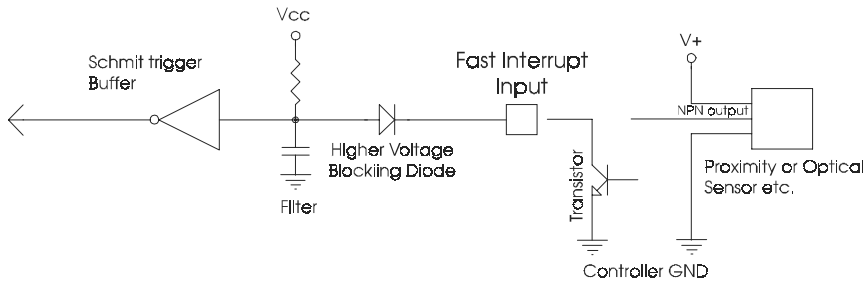 Vcc
Schmit trigger
Buffer
Fast Interrupt
Input
V+
NPN output
Higher Voltage
Blockiing Diode
Filter
Transistor
Proximity or Optical
Sensor etc.
Controller GND